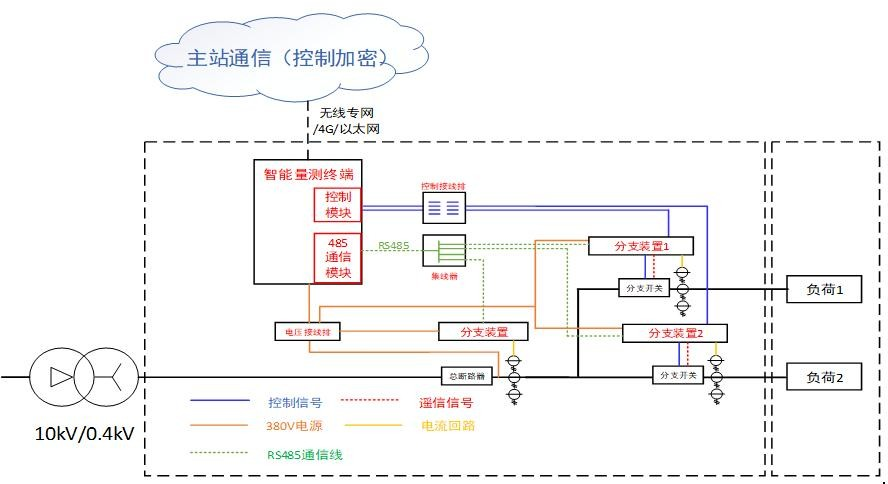 主站通信（控制加密）
无线专网
/4G/以太网
智能量测终端
控制
模块
控制接线排
485
通信
模块
RS485
集线器
分支装置1
分支开关
负荷1
电压接线排
分支装置
分支装置2
总断路器
分支开关
负荷2
10kV/0.4kV
控制信号
遥信信号
380V电源
电流回路
RS485通信线